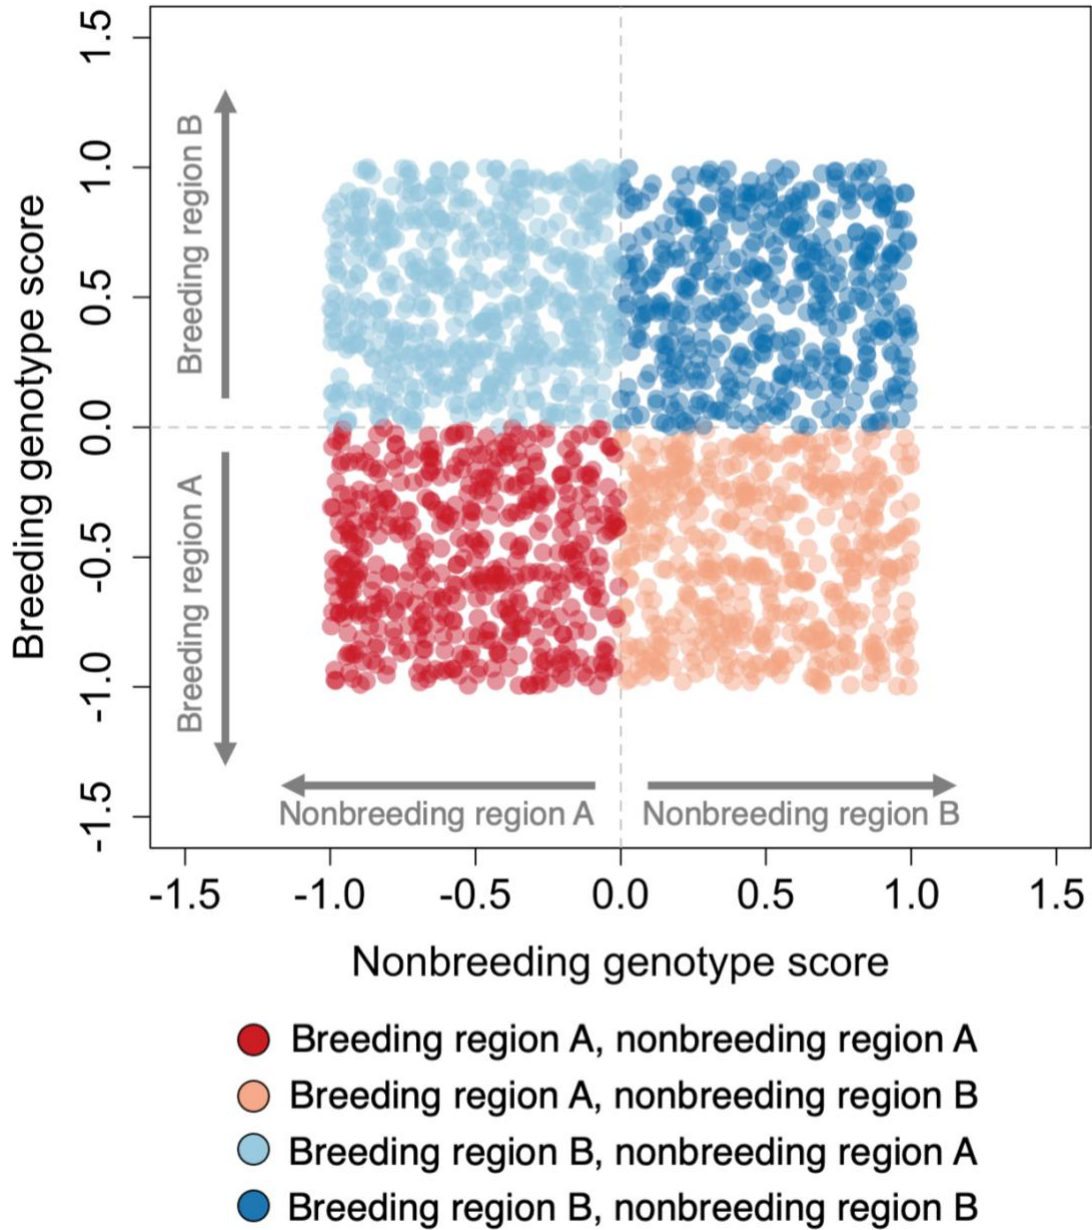 1.5
1.0
0.5
0.0
-0.5
-1.0
-1.5
Breeding genotype score
Breeding region B
Breeding region A
Nonbreeding region A
Nonbreeding region B
-1.5 -1.0 -0.5 0.0 0.5 1.0 1.5
Nonbreeding genotype score
Breeding region A, nonbreeding region A
Breeding region A, nonbreeding region B
Breeding region B, nonbreeding region A
Breeding region B, nonbreeding region B